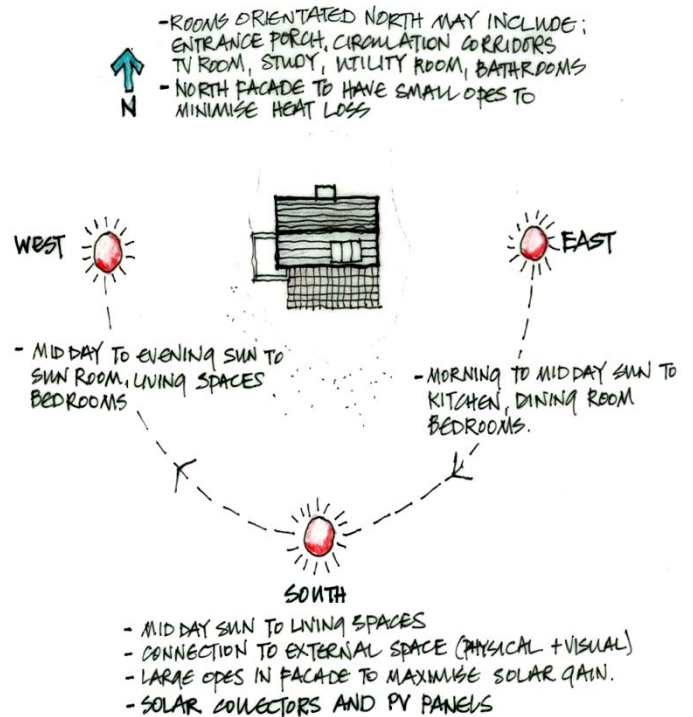 -ROOMS ORIENTATED NORTH MAY INCLUDE;
ENTRANCE PORCH, CIRCULATION CORRIDORS
TV ROOM, STUDY, UTILITY ROOM, BATHROOMS
- NORTH FACADE TO HAVE SMALL OPES TO
MINIMISE HEAT LOSS
N
WEST
EAST
- MID DAY TO EVENING SUN TO
SUN ROOM, LIVING SPACES
BEDROOMS
-MORNING TO MID DAY SUN TO
KITCHEN, DINING ROOM
BEDROOMS.
SOUTH
- MID DAY SUN TO LIVING SPACES
- CONNECTION TO EXTERNAL SPACE (PHYSICAL + VISUAL)
- LARGE OPES IN FACADE TO MAXIMISE SOLAR GAIN.
- SOLAR COLLECTORS AND PV PANELS